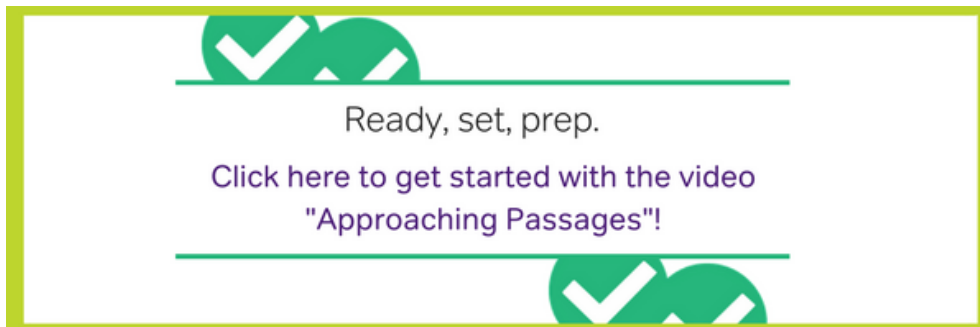 Ready, set, prep.
Click here to get started with the video
"Approaching Passages"!